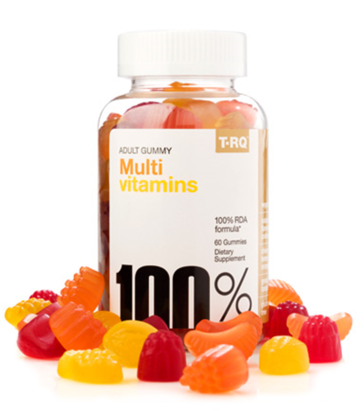 T·RQ
ADULT GUMMY
Multi
vitamins
100% RDA
formula*
60 Gummies
Dietary
Supplement
100%